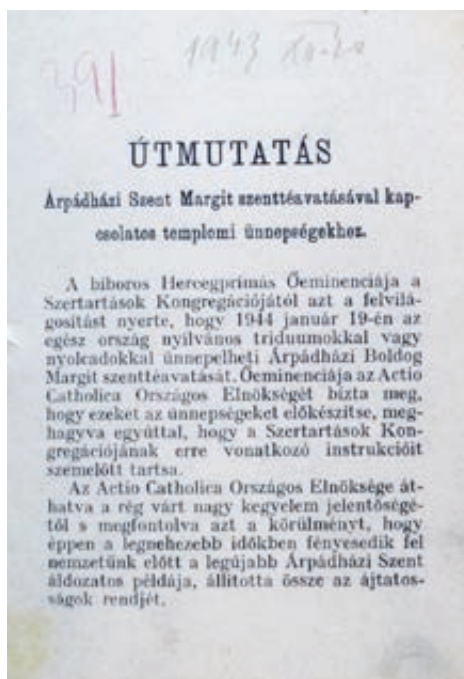 1943
391
ÚTMUTATÁS
Árpádházi Szent Margit szenttéavatásával kap-
csolatos templomi ünnepségekhez.
A bíboros Hercegprímás Őeminenciája a
Szertartások Kongregációjától azt a felvilá-
gosítást nyerte, hogy 1944 január 19-én az
egész ország nyilvános triduumokkal vagy
nyolcadokkal ünnepelheti Árpádházi Boldog
Margit szenttéavatását. Őeminenciája az Actio
Catholica Országos Elnökségét bízta meg,
hogy ezeket az ünnepségeket előkészítse, meg-
hagyva egyúttal, hogy a Szertartások Kon-
gregációjának erre vonatkozó instrukcióit
szemelőtt tartsa.
Az Actio Catholica Országos Elnöksége át-
hatva a rég várt nagy kegyelem jelentőségé-
től s megfontolva azt a körülményt, hogy
éppen a legnehezebb időkben fényesedik fel
nemzetünk előtt a legújabb Árpádházi Szent
áldozatos példája, állította össze az ájtatos-
ságok rendjét.